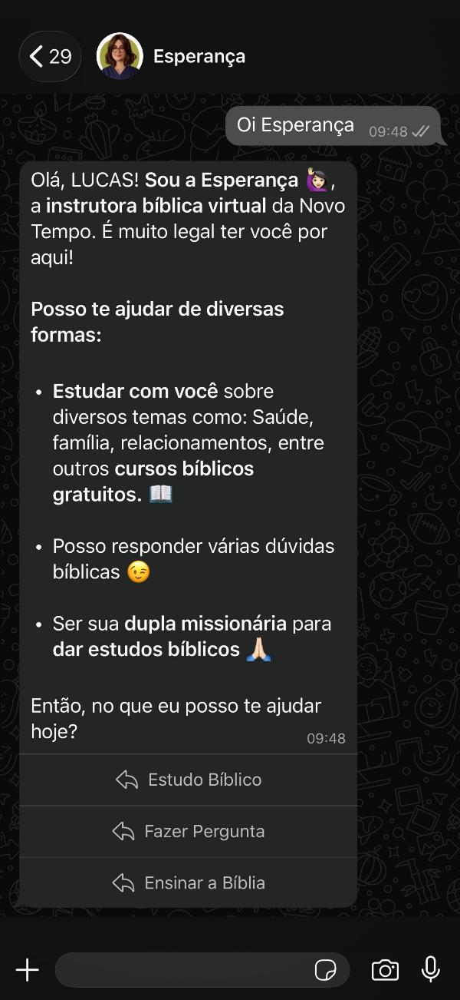 29
Esperança
Oi Esperança 09:48
Olá, LUCAS! Sou a Esperança 🙋🏻‍♀️,
a instrutora bíblica virtual da Novo
Tempo. É muito legal ter você por
aqui!
Posso te ajudar de diversas
formas:
• Estudar com você sobre
diversos temas como: Saúde,
família, relacionamentos, entre
outros cursos bíblicos
gratuitos. 📖
• Posso responder várias dúvidas
bíblicas 😉
• Ser sua dupla missionária para
dar estudos bíblicos 🙏🏻
Então, no que eu posso te ajudar
hoje?
09:48
Estudo Bíblico
Fazer Pergunta
Ensinar a Bíblia